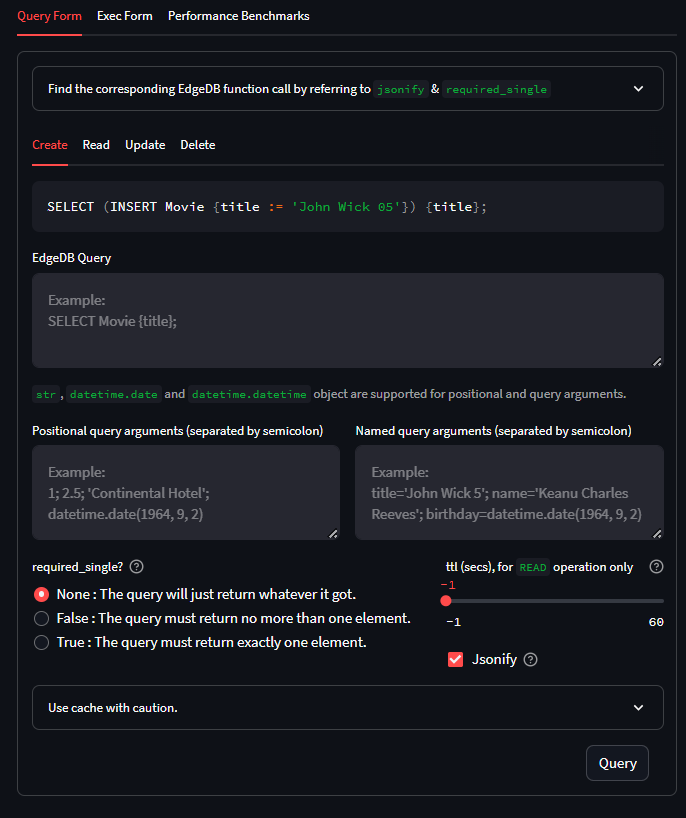 Query Form Exec Form Performance Benchmarks
Find the corresponding EdgeDB function call by referring to jsonify & required_single
Create Read Update Delete
SELECT (INSERT Movie {title := 'John Wick 05'}) {title};
EdgeDB Query
Example:
SELECT Movie {title};
str , datetime.date and datetime.datetime object are supported for positional and query arguments.
Positional query arguments (separated by semicolon)
Example:
1; 2.5; 'Continental Hotel';
datetime.date(1964, 9, 2)
Named query arguments (separated by semicolon)
Example:
title='John Wick 5'; name='Keanu Charles
Reeves'; birthday=datetime.date(1964, 9, 2)
required_single?
None : The query will just return whatever it got.
False : The query must return no more than one element.
True : The query must return exactly one element.
ttl (secs), for READ operation only
-1
-1 60
Jsonify
Use cache with caution.
Query